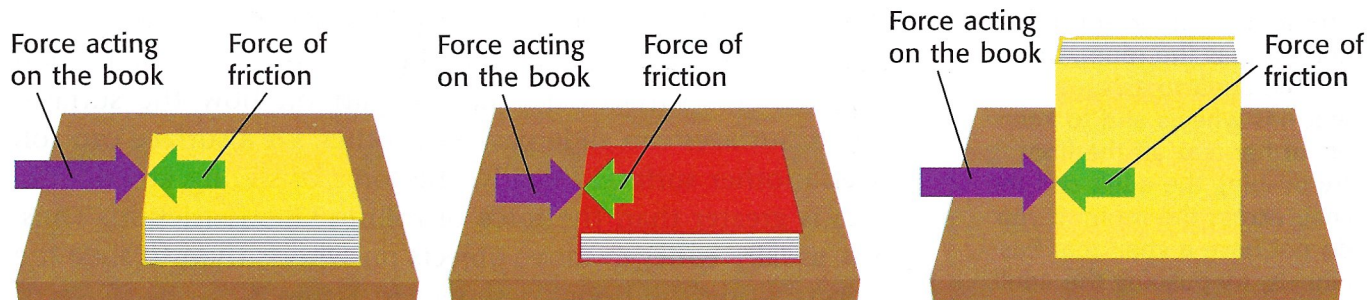 Force acting
on the book
Force of
friction
Force acting
on the book
Force of
friction
Force acting
on the book
Force of
friction